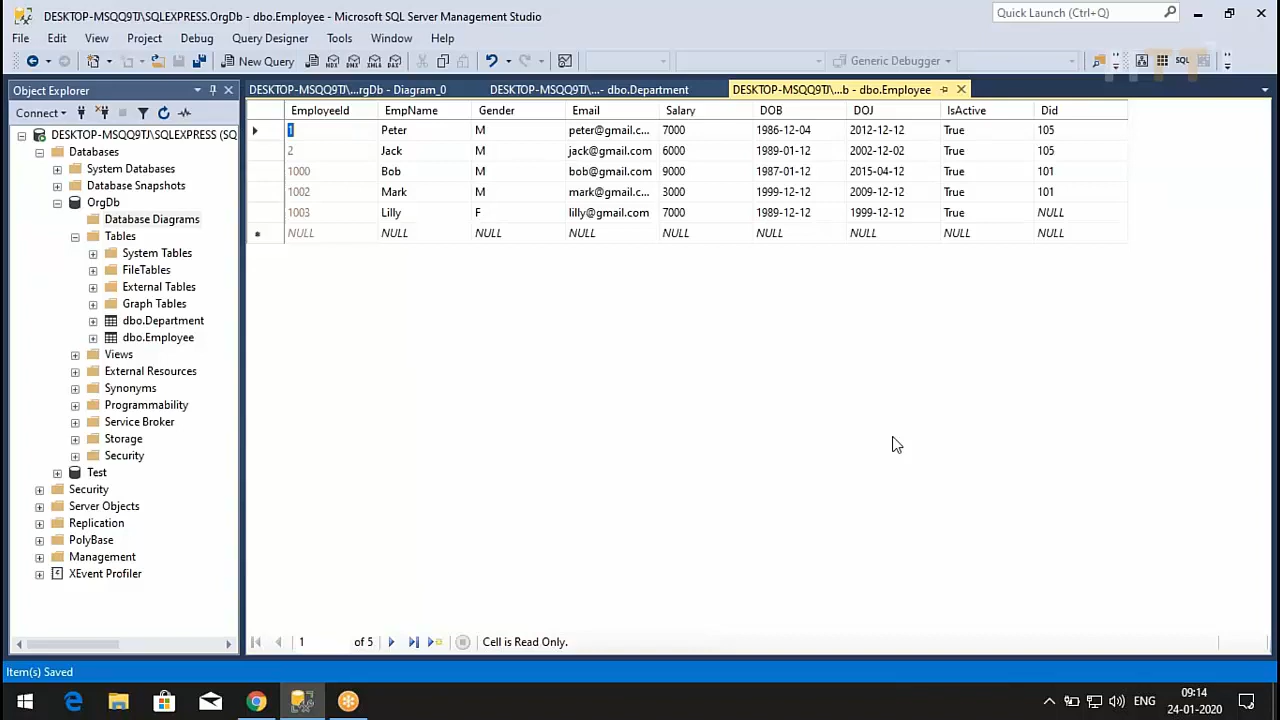 DESKTOP-MSQQ9TJ\SQLEXPRESS.OrgDb - dbo.Employee - Microsoft SQL Server Management Studio
Quick Launch (Ctrl+Q)
File Edit View Project Debug Query Designer Tools Window Help
New Query
Generic Debugger
Object Explorer
DESKTOP-MSQQ9TJ\...rgDb - Diagram_0
DESKTOP-MSQQ9TJ\...- dbo.Department
DESKTOP-MSQQ9TJ\...b - dbo.Employee
Connect
DESKTOP-MSQQ9TJ\SQLEXPRESS (SQ
Databases
System Databases
Database Snapshots
OrgDb
Database Diagrams
Tables
System Tables
FileTables
External Tables
Graph Tables
dbo.Department
dbo.Employee
Views
External Resources
Synonyms
Programmability
Service Broker
Storage
Security
Test
Security
Server Objects
Replication
PolyBase
Management
XEvent Profiler
EmployeeId EmpName Gender Email Salary DOB DOJ IsActive Did
1 Peter M peter@gmail.c... 7000 1986-12-04 2012-12-12 True 105
2 Jack M jack@gmail.com 6000 1989-01-12 2002-12-02 True 105
1000 Bob M bob@gmail.com 9000 1987-01-12 2015-04-12 True 101
1002 Mark M mark@gmail.c... 3000 1999-12-12 2009-12-12 True 101
1003 Lilly F lilly@gmail.com 7000 1989-12-12 1999-12-12 True NULL
NULL NULL NULL NULL NULL NULL NULL NULL NULL
1 of 5 Cell is Read Only.
Item(s) Saved
ENG
09:14
24-01-2020